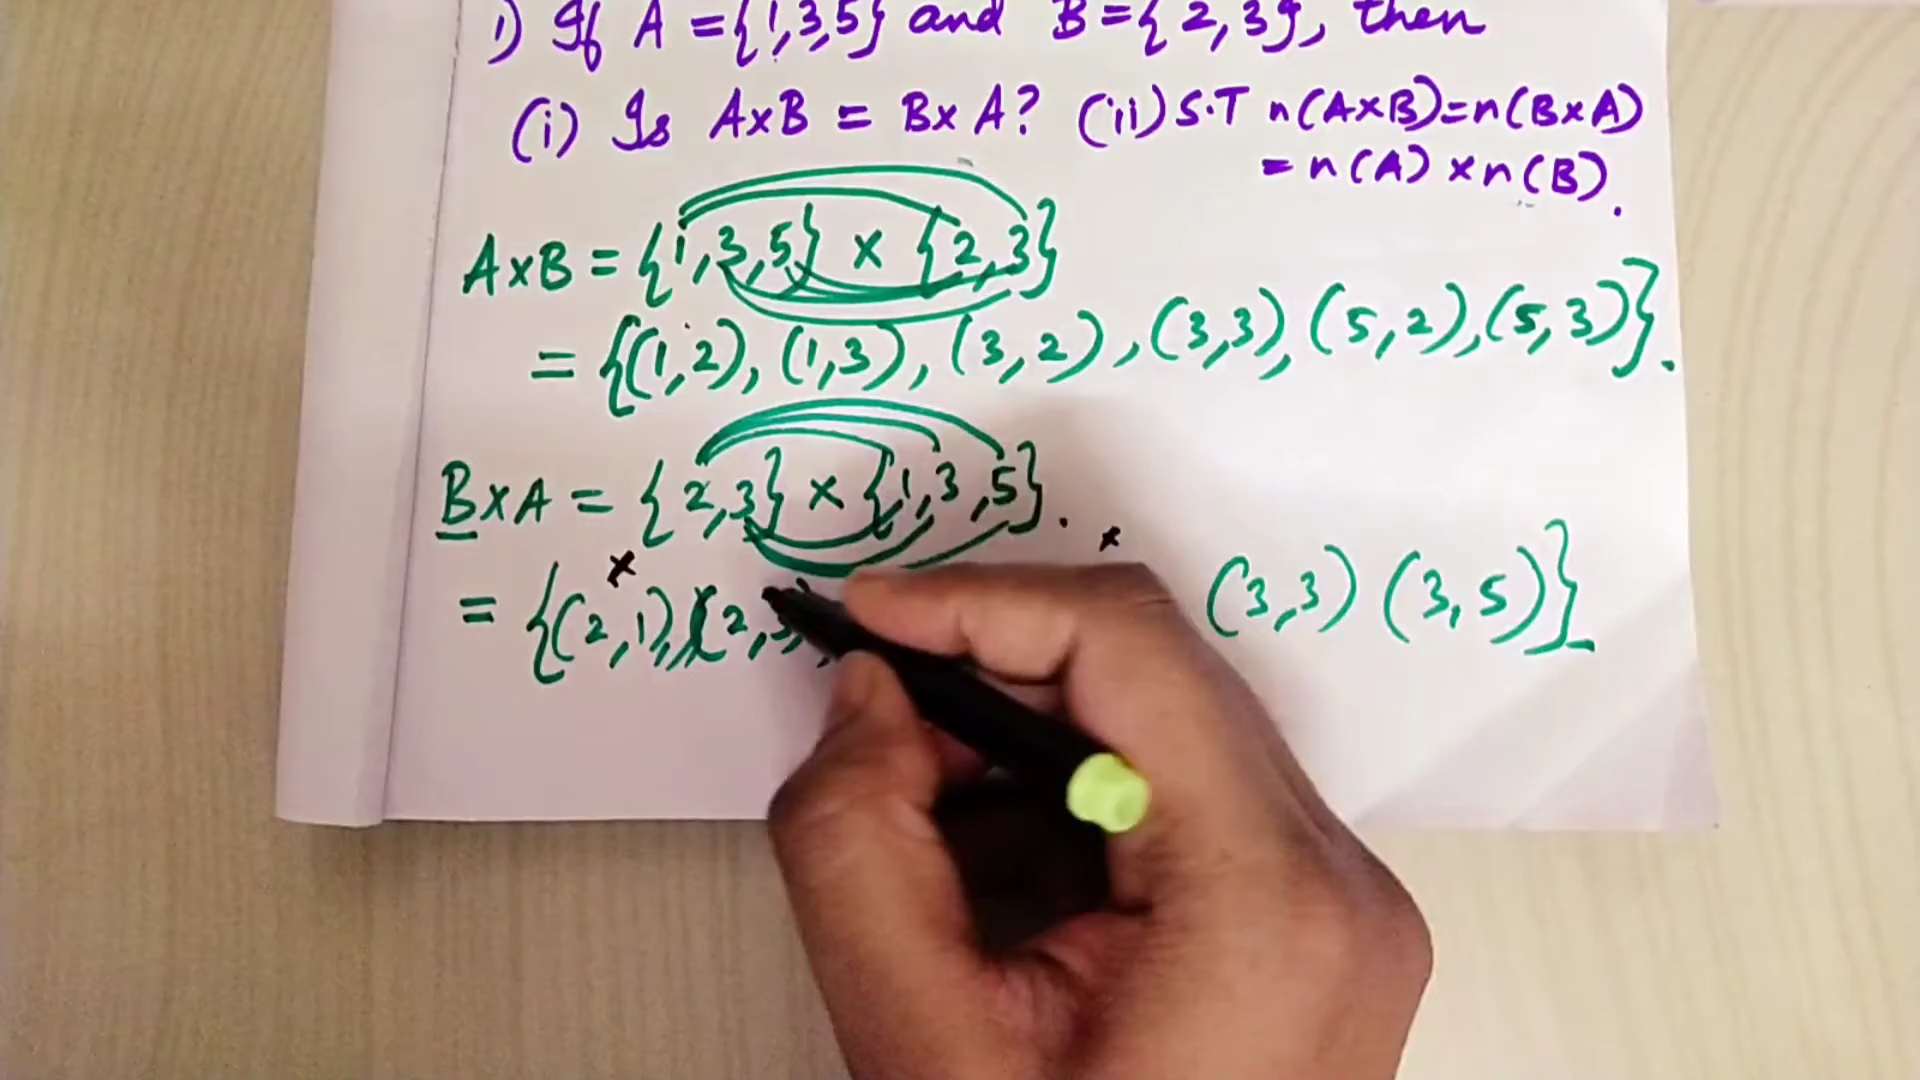 1) If A = {1,3,5} and B = {2,3}, then
(i) Is A×B = B×A? (ii) S.T n(A×B)=n(B×A)
= n(A) × n(B).
A×B = {1,3,5} × {2,3}
= {(1,2), (1,3), (3,2), (3,3), (5,2), (5,3)}.
B×A = {2,3} × {1,3,5}.
× ×
= {(2,1), (2,3), (3,3) (3,5)}